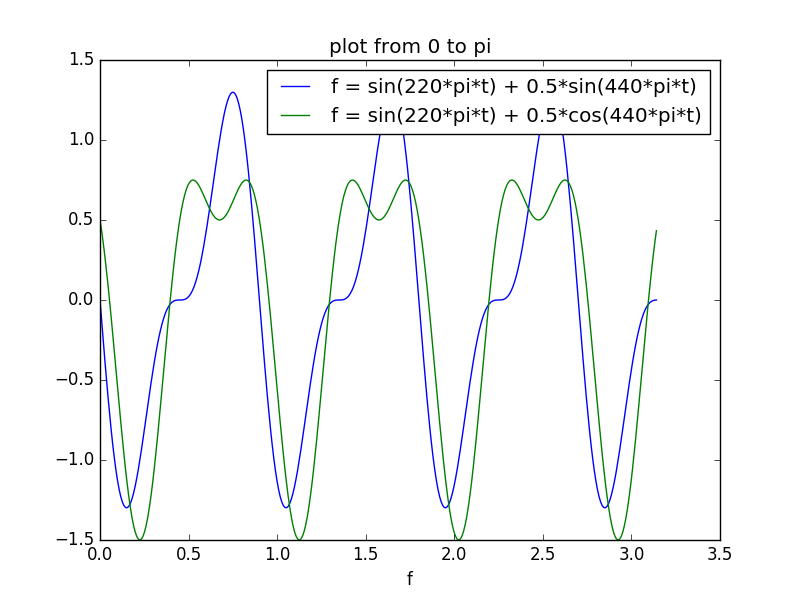 plot from 0 to pi
f = sin(220*pi*t) + 0.5*sin(440*pi*t)
f = sin(220*pi*t) + 0.5*cos(440*pi*t)
1.5
1.0
0.5
0.0
−0.5
−1.0
−1.5
0.0 0.5 1.0 1.5 2.0 2.5 3.0 3.5
f